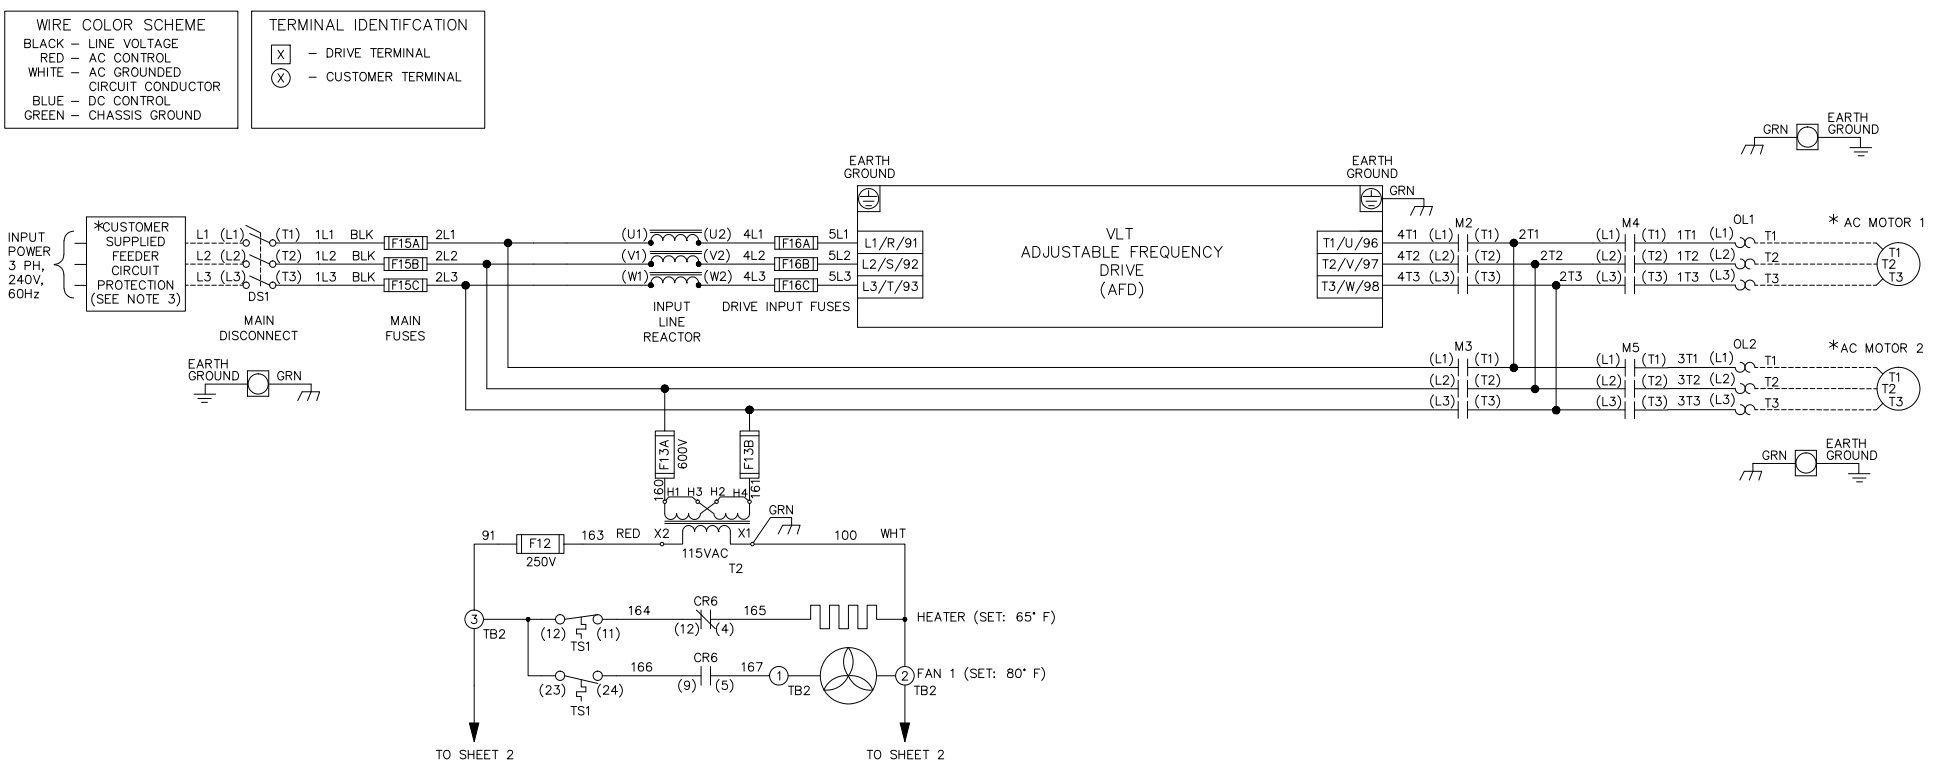 WIRE COLOR SCHEME
BLACK – LINE VOLTAGE
RED – AC CONTROL
WHITE – AC GROUNDED
CIRCUIT CONDUCTOR
BLUE – DC CONTROL
GREEN – CHASSIS GROUND
TERMINAL IDENTIFCATION
X – DRIVE TERMINAL
X – CUSTOMER TERMINAL
INPUT
POWER
3 PH,
240V,
60Hz
*CUSTOMER
SUPPLIED
FEEDER
CIRCUIT
PROTECTION
(SEE NOTE 3)
L1 (L1) (T1) 1L1 BLK F15A 2L1
L2 (L2) (T2) 1L2 BLK F15B 2L2
L3 (L3) (T3) 1L3 BLK F15C 2L3
DS1
MAIN
DISCONNECT
MAIN
FUSES
EARTH
GROUND
GRN
(U1) (U2) 4L1 F16A 5L1
(V1) (V2) 4L2 F16B 5L2
(W1) (W2) 4L3 F16C 5L3
INPUT
LINE
REACTOR
DRIVE INPUT FUSES
EARTH
GROUND
L1/R/91
L2/S/92
L3/T/93
VLT
ADJUSTABLE FREQUENCY
DRIVE
(AFD)
EARTH
GROUND
GRN
T1/U/96
T2/V/97
T3/W/98
M2
4T1 (L1) (T1) 2T1
4T2 (L2) (T2) 2T2
4T3 (L3) (T3) 2T3
M4
(L1) (T1) 1T1 (L1) T1
(L2) (T2) 1T2 (L2) T2
(L3) (T3) 1T3 (L3) T3
OL1
* AC MOTOR 1
T1
T2
T3
GRN
EARTH
GROUND
M3
(L1) (T1)
(L2) (T2)
(L3) (T3)
M5
(L1) (T1) 3T1 (L1) T1
(L2) (T2) 3T2 (L2) T2
(L3) (T3) 3T3 (L3) T3
OL2
*AC MOTOR 2
T1
T2
T3
GRN
EARTH
GROUND
F13A
600V
F13B
160
161
H1 H3 H2 H4
GRN
91 F12 163 RED X2 X1 100 WHT
250V
115VAC
T2
3
TB2
(12) (11)
TS1
164
CR6
(12) (4)
165
HEATER (SET: 65° F)
(23) (24)
TS1
166
CR6
(9) (5)
167
1
TB2
2
TB2
FAN 1 (SET: 80° F)
TO SHEET 2
TO SHEET 2